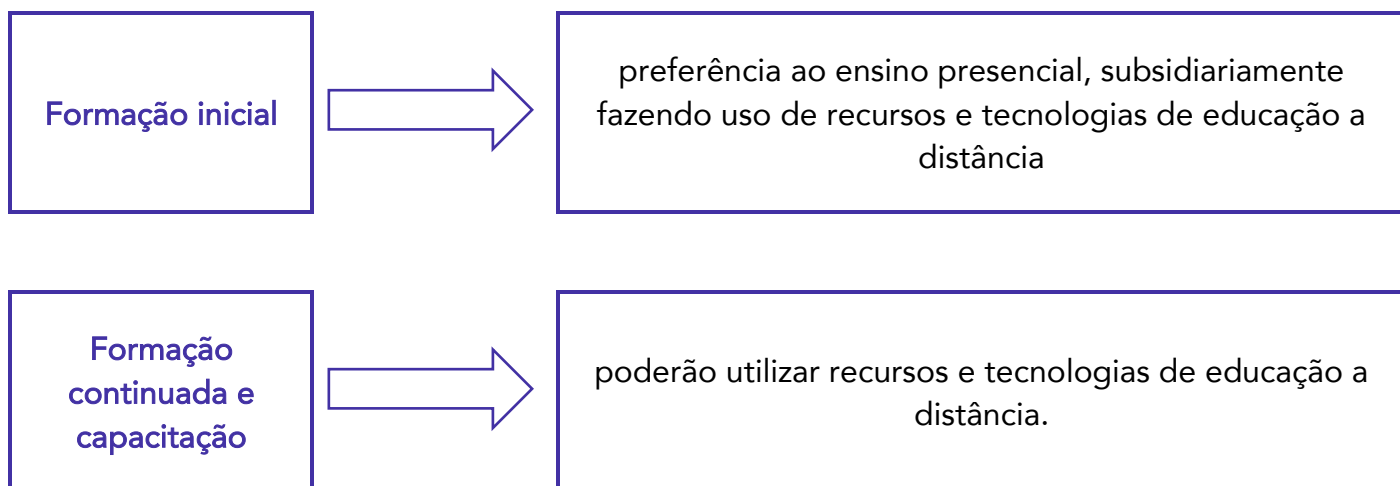 Formação inicial
preferência ao ensino presencial, subsidiariamente
fazendo uso de recursos e tecnologias de educação a
distância
Formação
continuada e
capacitação
poderão utilizar recursos e tecnologias de educação a
distância.